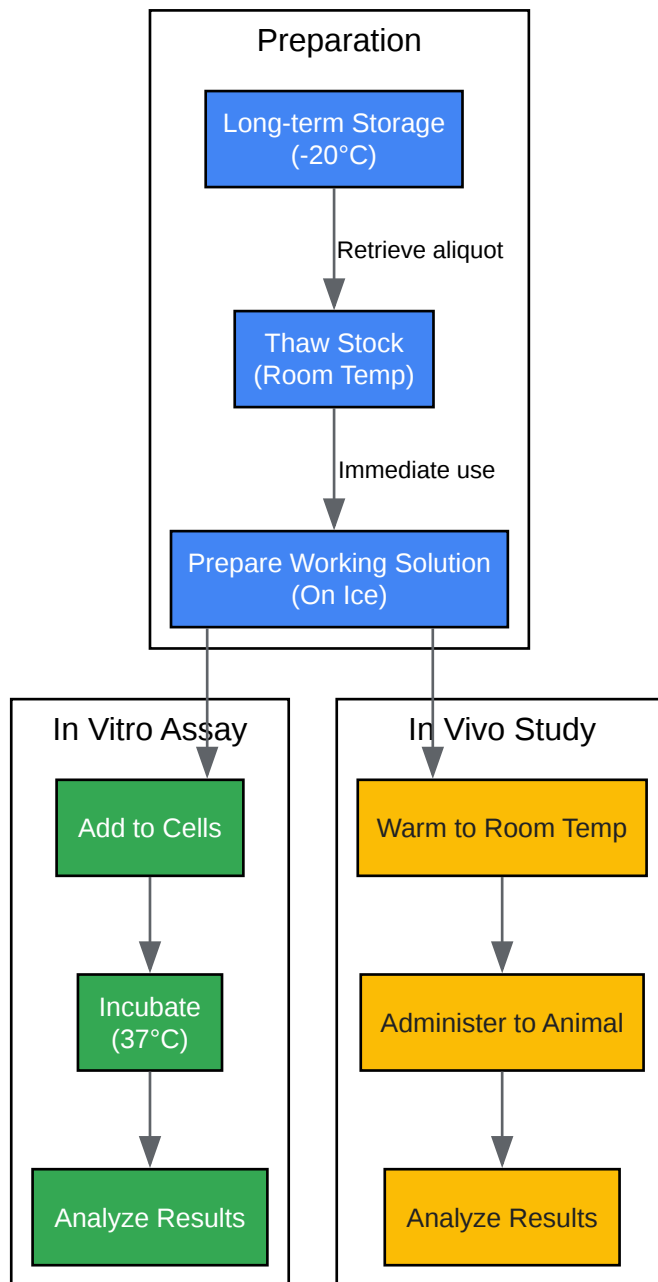 Preparation
Long-term Storage
(-20°C)
Retrieve aliquot
Thaw Stock
(Room Temp)
Immediate use
Prepare Working Solution
(On Ice)
In Vitro Assay
Add to Cells
Incubate
(37°C)
Analyze Results
In Vivo Study
Warm to Room Temp
Administer to Animal
Analyze Results